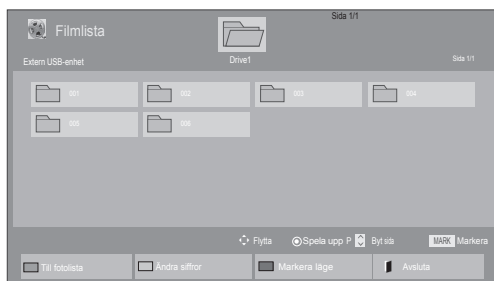 Sida 1/1
Filmlista
Extern USB-enhet
Drive1
Sida 1/1
001
002
003
004
005
006
Flytta
Spela upp
P
Byt sida
MARK
Markera
Till fotolista
Ändra siffror
Markera läge
Avsluta